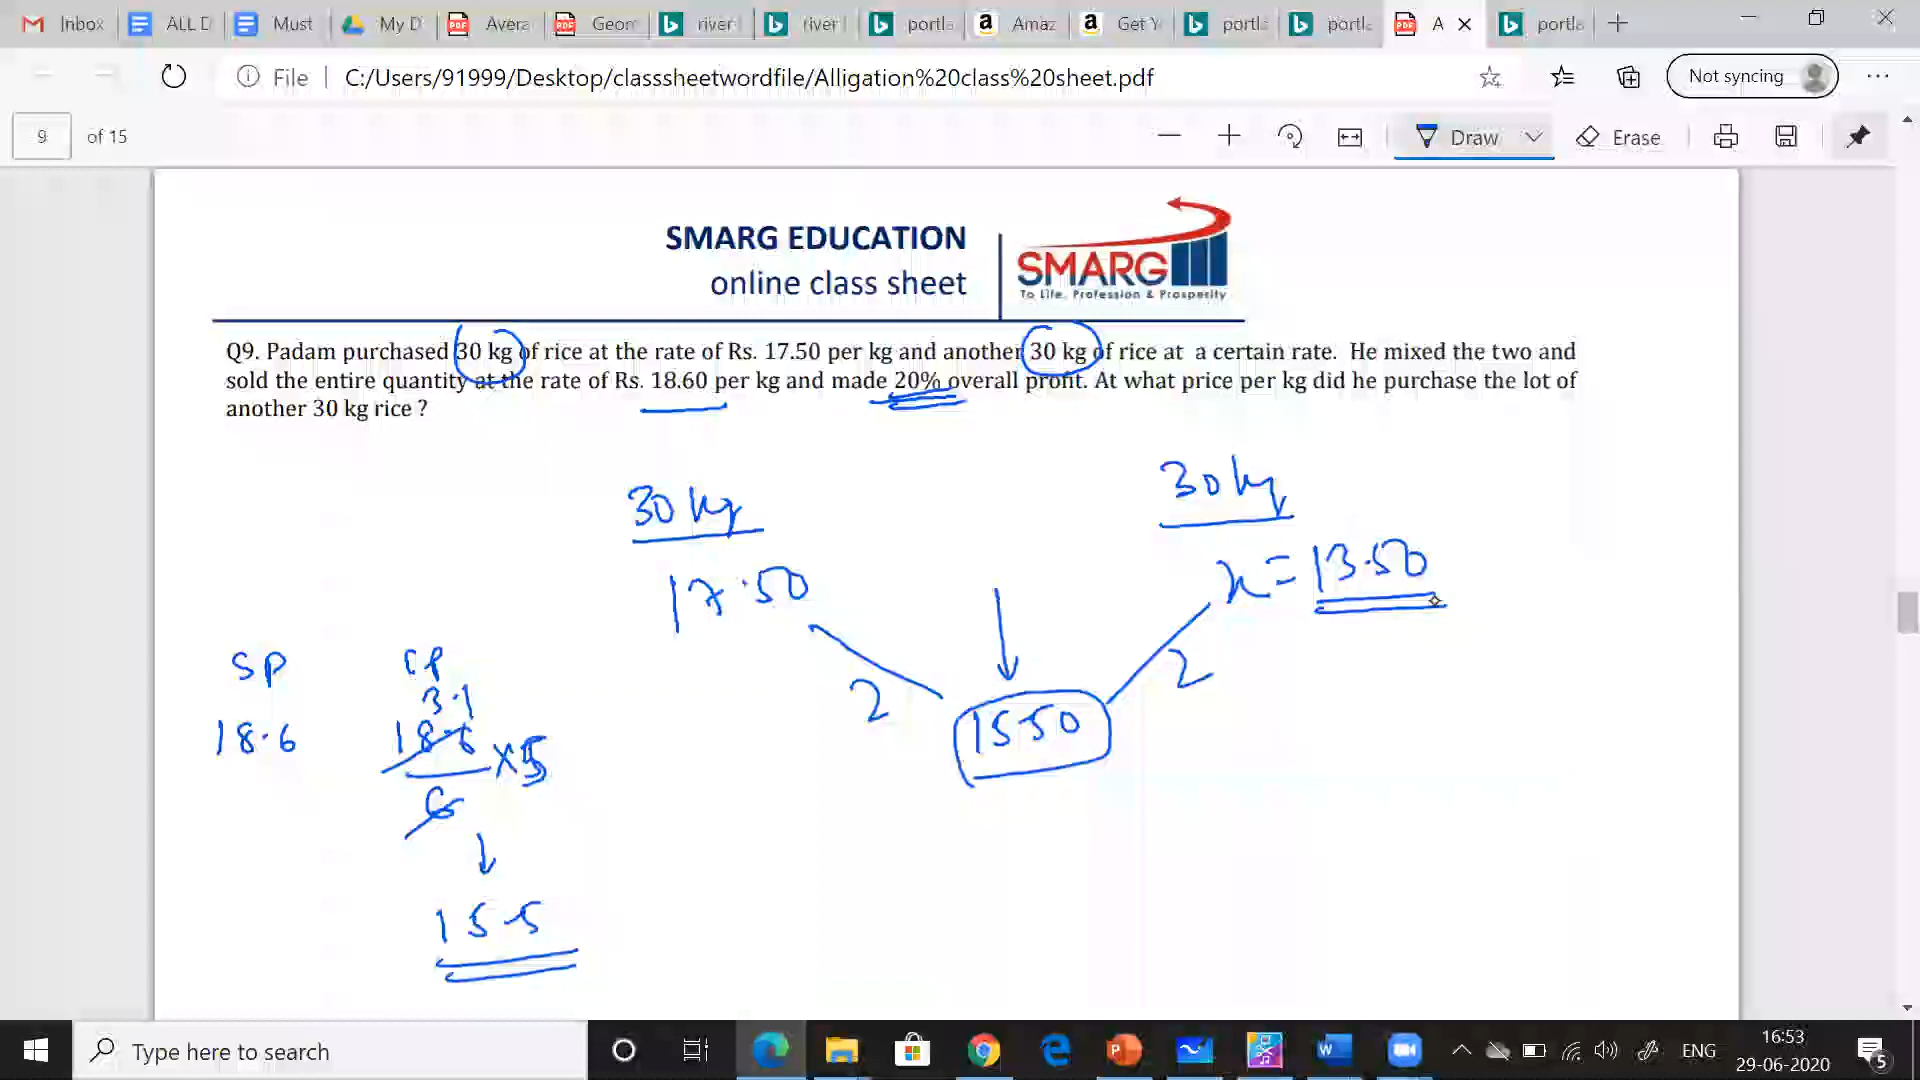 Inbox ALL D Must My D Avera Geom river river portla Amaz Get Y portla portla A portla
File C:/Users/91999/Desktop/classsheetwordfile/Alligation%20class%20sheet.pdf Not syncing
9 of 15 Draw Erase
SMARG EDUCATION
online class sheet
SMARG
To Life, Profession & Prosperity
Q9. Padam purchased 30 kg of rice at the rate of Rs. 17.50 per kg and another 30 kg of rice at a certain rate. He mixed the two and
sold the entire quantity at the rate of Rs. 18.60 per kg and made 20% overall profit. At what price per kg did he purchase the lot of
another 30 kg rice ?
30 kg 30 kg
17.50 x = 13.50
2 15.50 2
SP CP
3.1
18.6 18.6 x5
6
15.5
Type here to search
ENG
16:53
29-06-2020
5